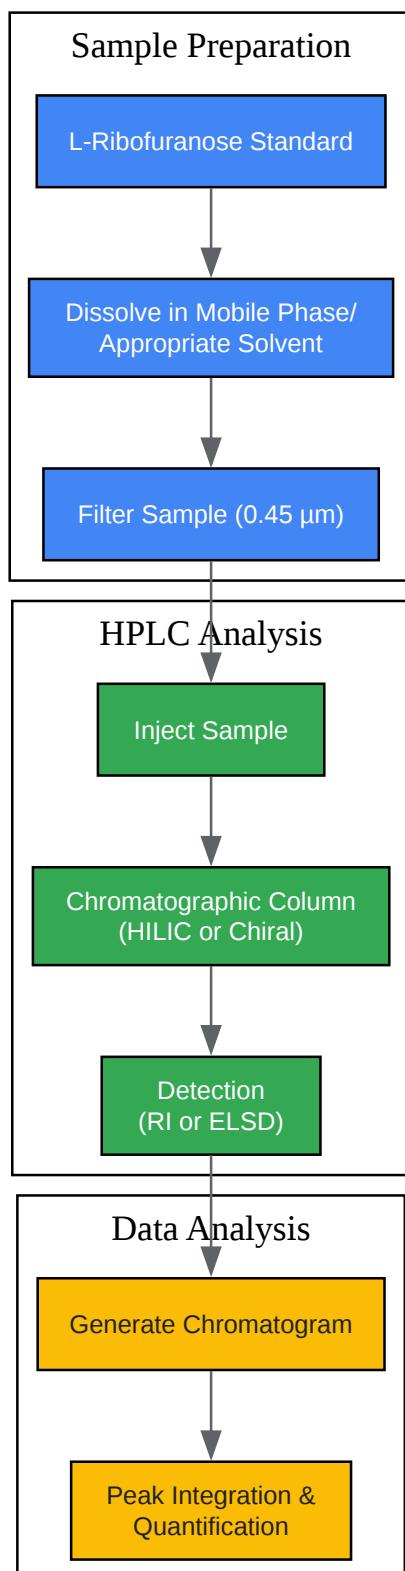 Sample Preparation
L-Ribofuranose Standard
Dissolve in Mobile Phase/
Appropriate Solvent
Filter Sample (0.45 µm)
HPLC Analysis
Inject Sample
Chromatographic Column
(HILIC or Chiral)
Detection
(RI or ELSD)
Data Analysis
Generate Chromatogram
Peak Integration &
Quantification